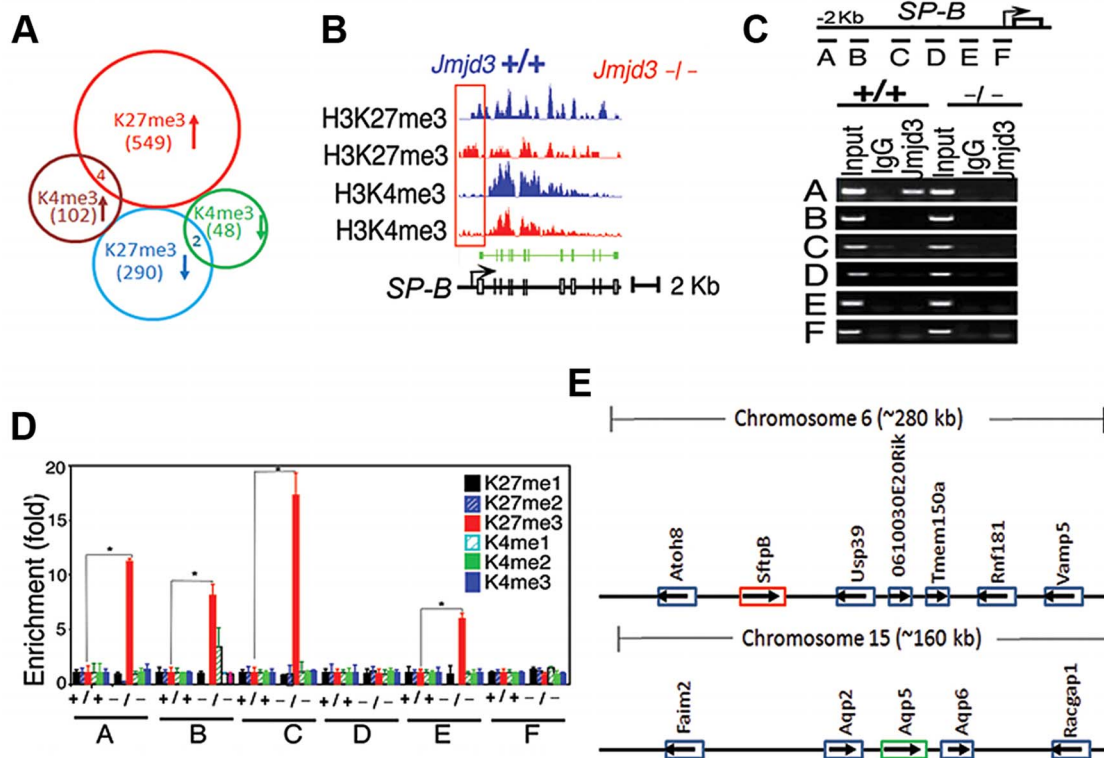 A
K27me3
(549)
4
K4me3
(102)
K4me3
(48)
K27me3
(290)
2
B
Jmjd3 +/+
Jmjd3 –/–
H3K27me3
H3K27me3
H3K4me3
H3K4me3
SP-B
2 Kb
C
-2 Kb SP-B
A B C D E F
+/+ –/–
Input IgG Jmjd3 Input IgG Jmjd3
A
B
C
D
E
F
D
Enrichment (fold)
20
15
10
5
0
* * * *
K27me1
K27me2
K27me3
K4me1
K4me2
K4me3
+/+ –/– +/+ –/– +/+ –/– +/+ –/– +/+ –/– +/+ –/–
A B C D E F
E
Chromosome 6 (~280 kb)
Atoh8 SftpB Usp39 0610030E20Rik Tmem150a Rnf181 Vamp5
Chromosome 15 (~160 kb)
Faim2 Aqp2 Aqp5 Aqp6 Racgap1